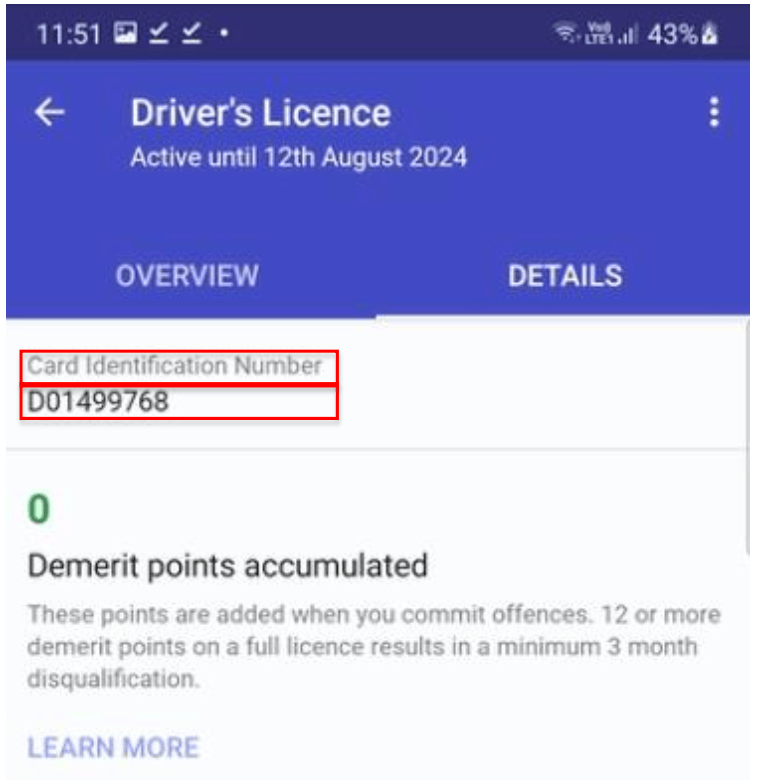 11:51 43%
Driver's Licence
Active until 12th August 2024
OVERVIEW DETAILS
Card Identification Number
D01499768
0
Demerit points accumulated
These points are added when you commit offences. 12 or more
demerit points on a full licence results in a minimum 3 month
disqualification.
LEARN MORE